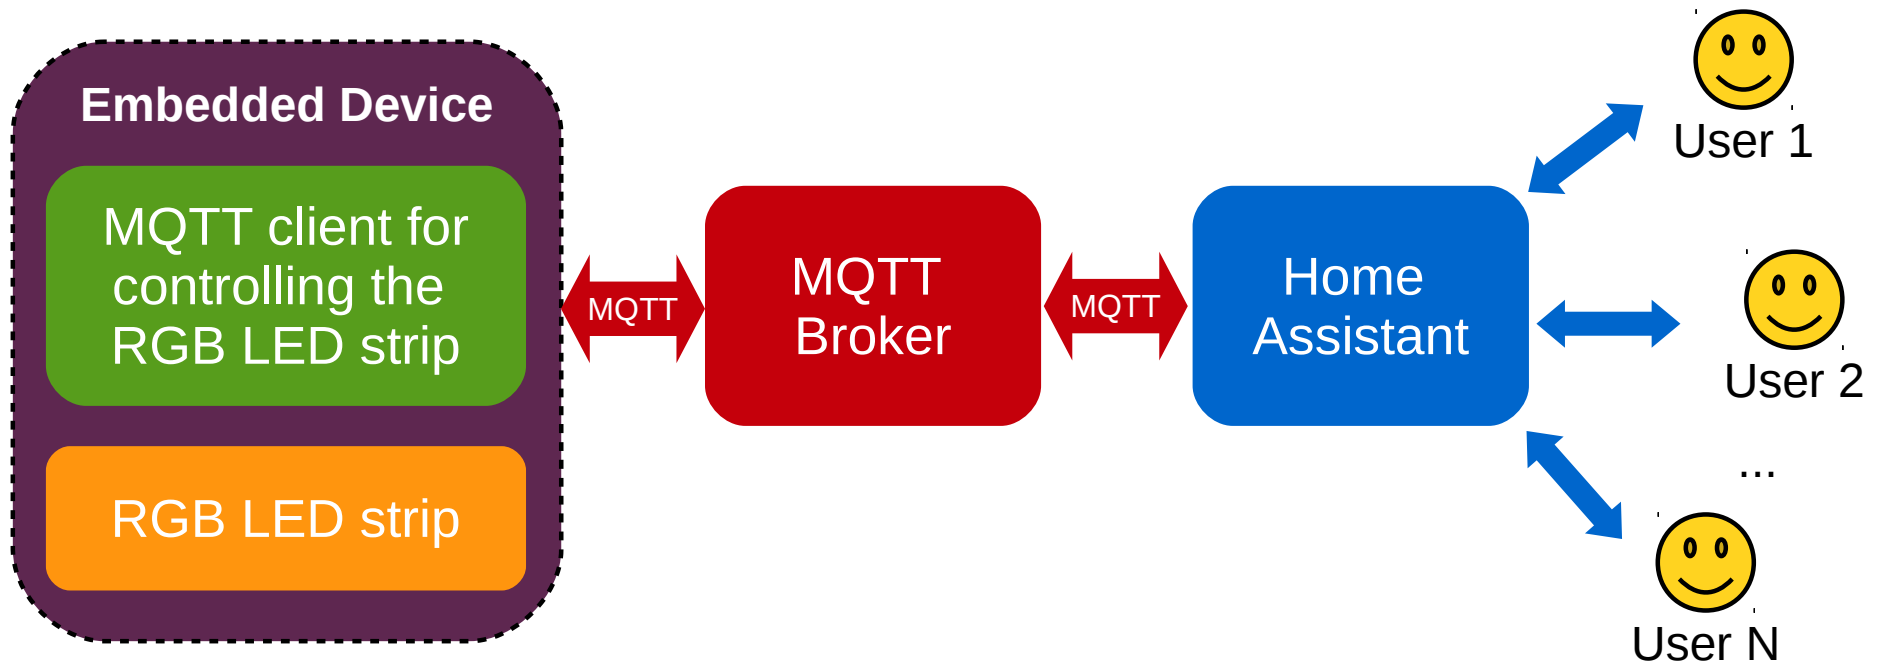 Embedded Device
MQTT client for
controlling the
RGB LED strip
RGB LED strip
MQTT
MQTT
Broker
MQTT
Home
Assistant
User 1
User 2
...
User N